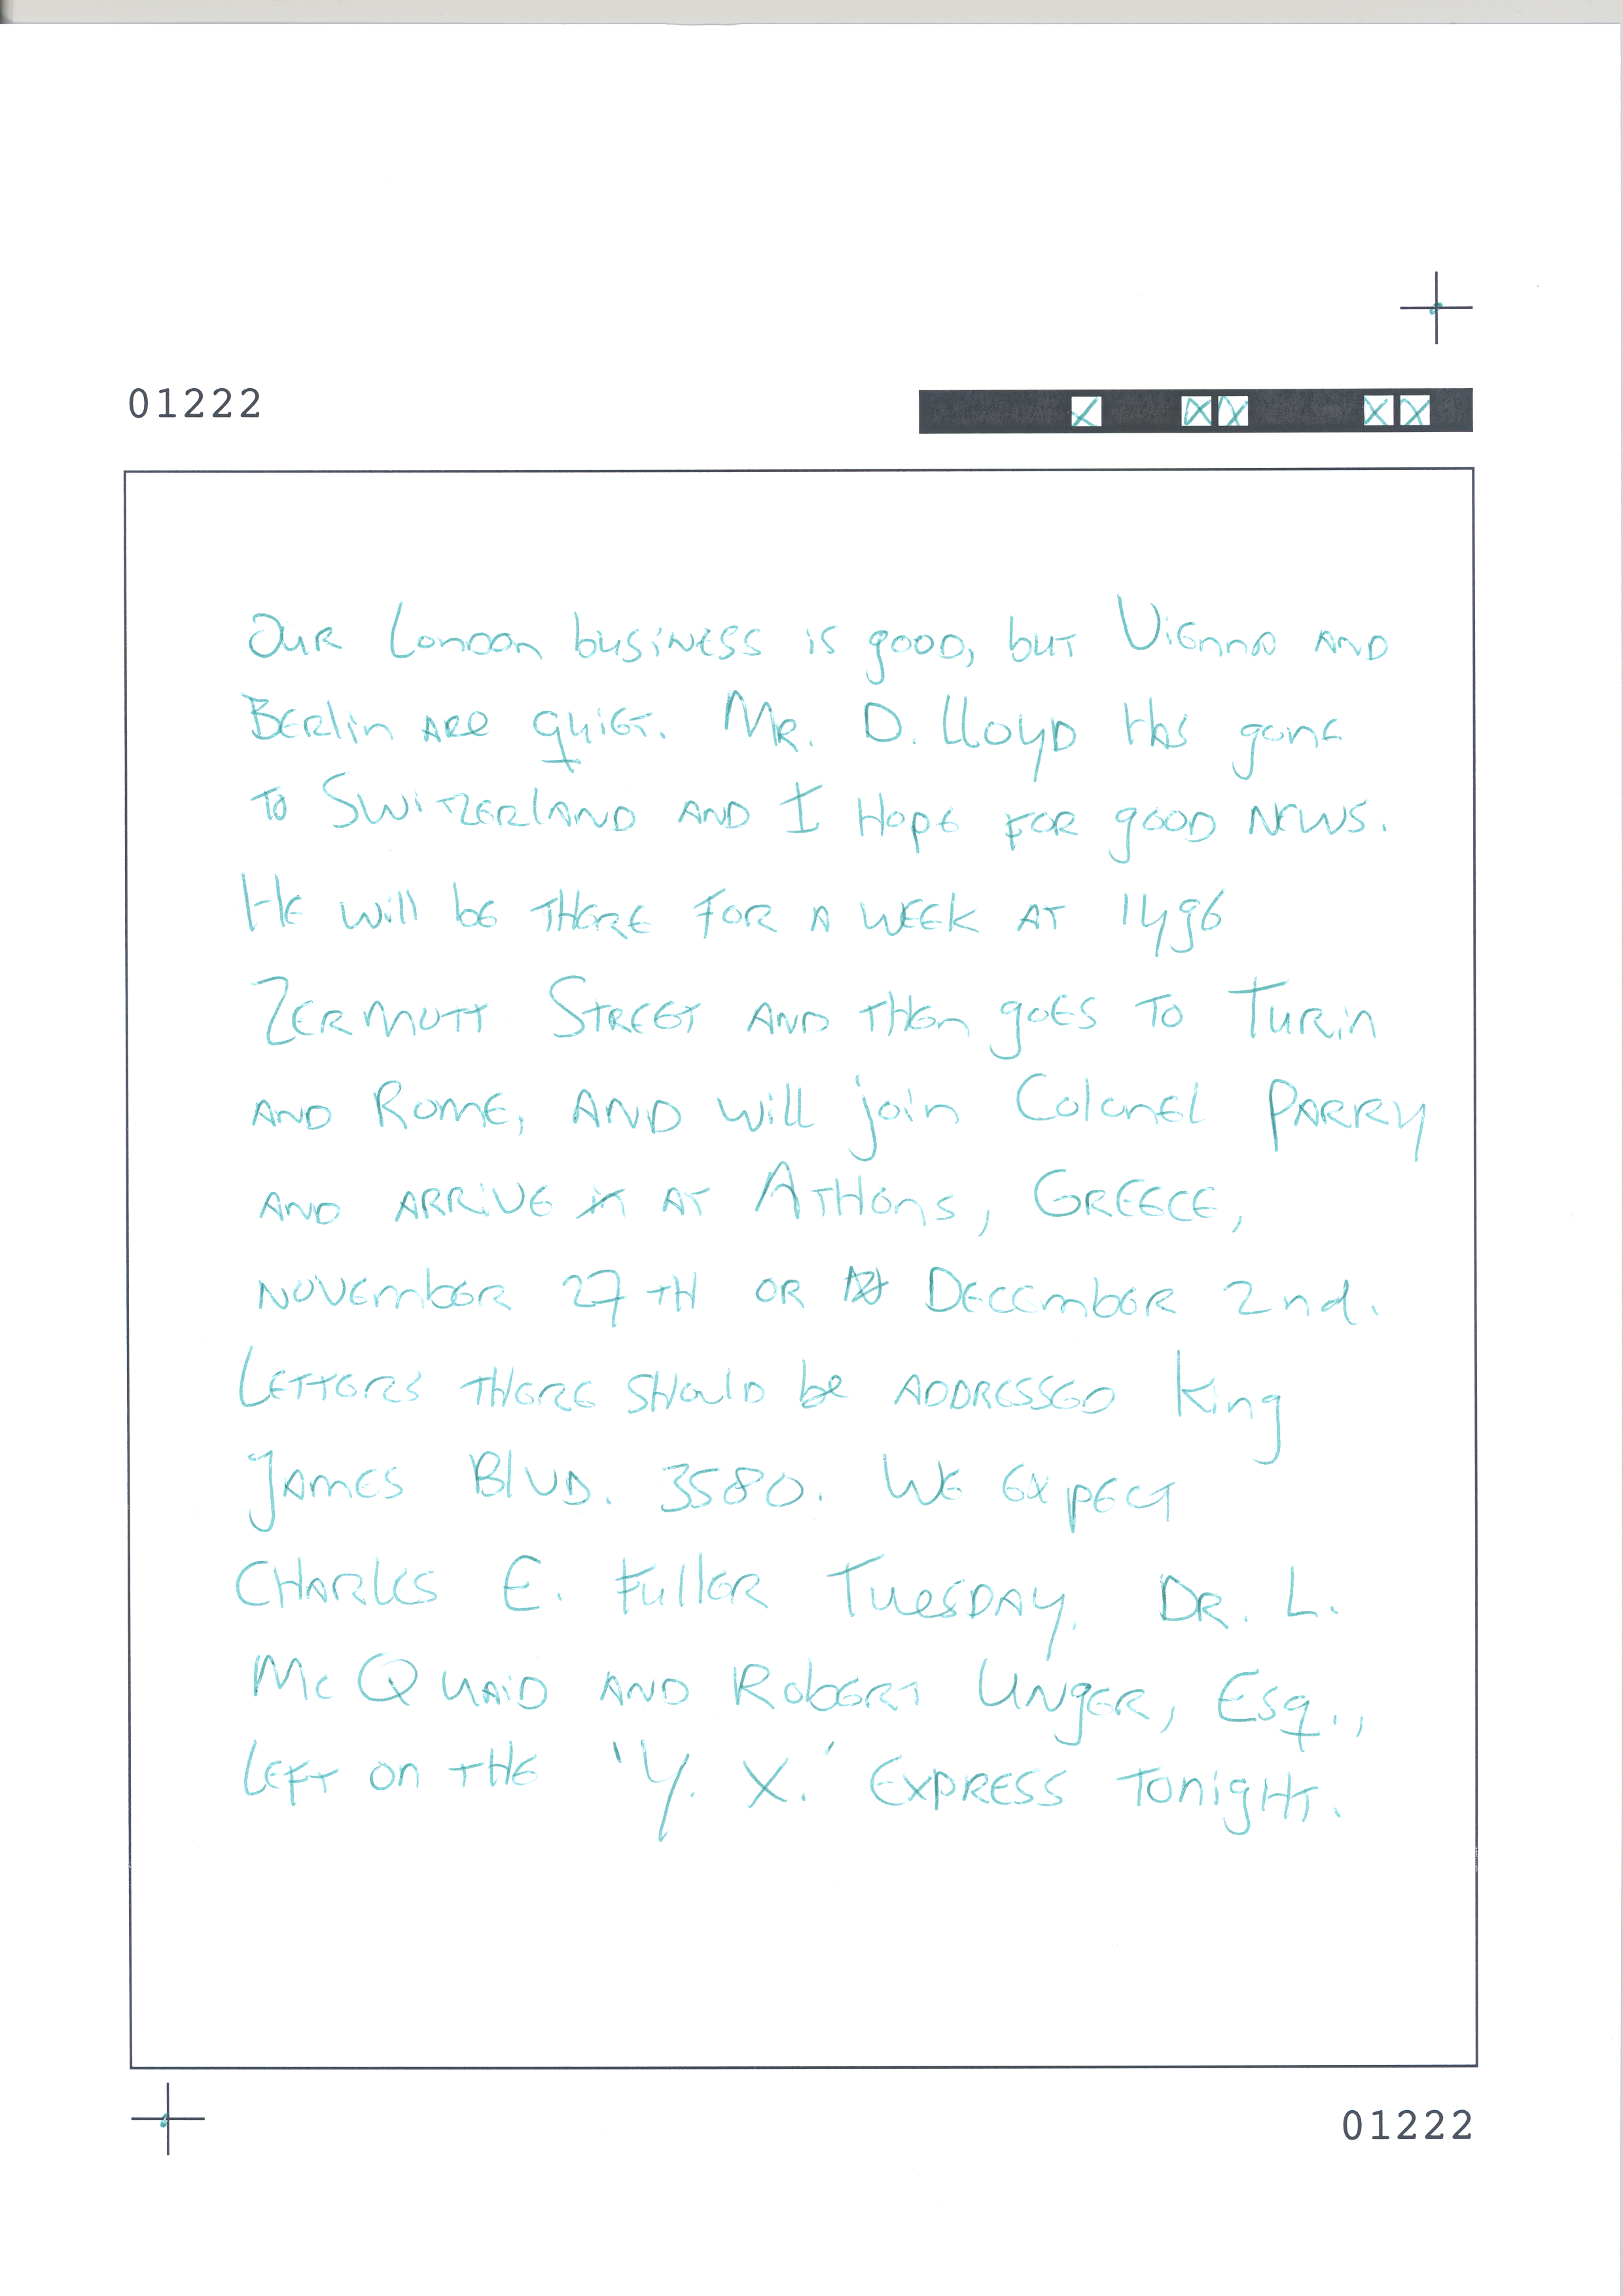 01222
Our London business is good, but Vienna and
Berlin are quiet. Mr. D. Lloyd has gone
to Switzerland and I hope for good news.
He will be there for a week at 1496
Zermott Street and then goes to Turin
and Rome, and will join Colonel Parry
and arrive at Athens, Greece,
November 27th or December 2nd.
Letters there should be addressed King
James Blvd. 3580. We expect
Charles E. Fuller Tuesday. Dr. L.
McQuaid and Robert Unger, Esq.,
left on the 'Y. X.' Express tonight.
01222